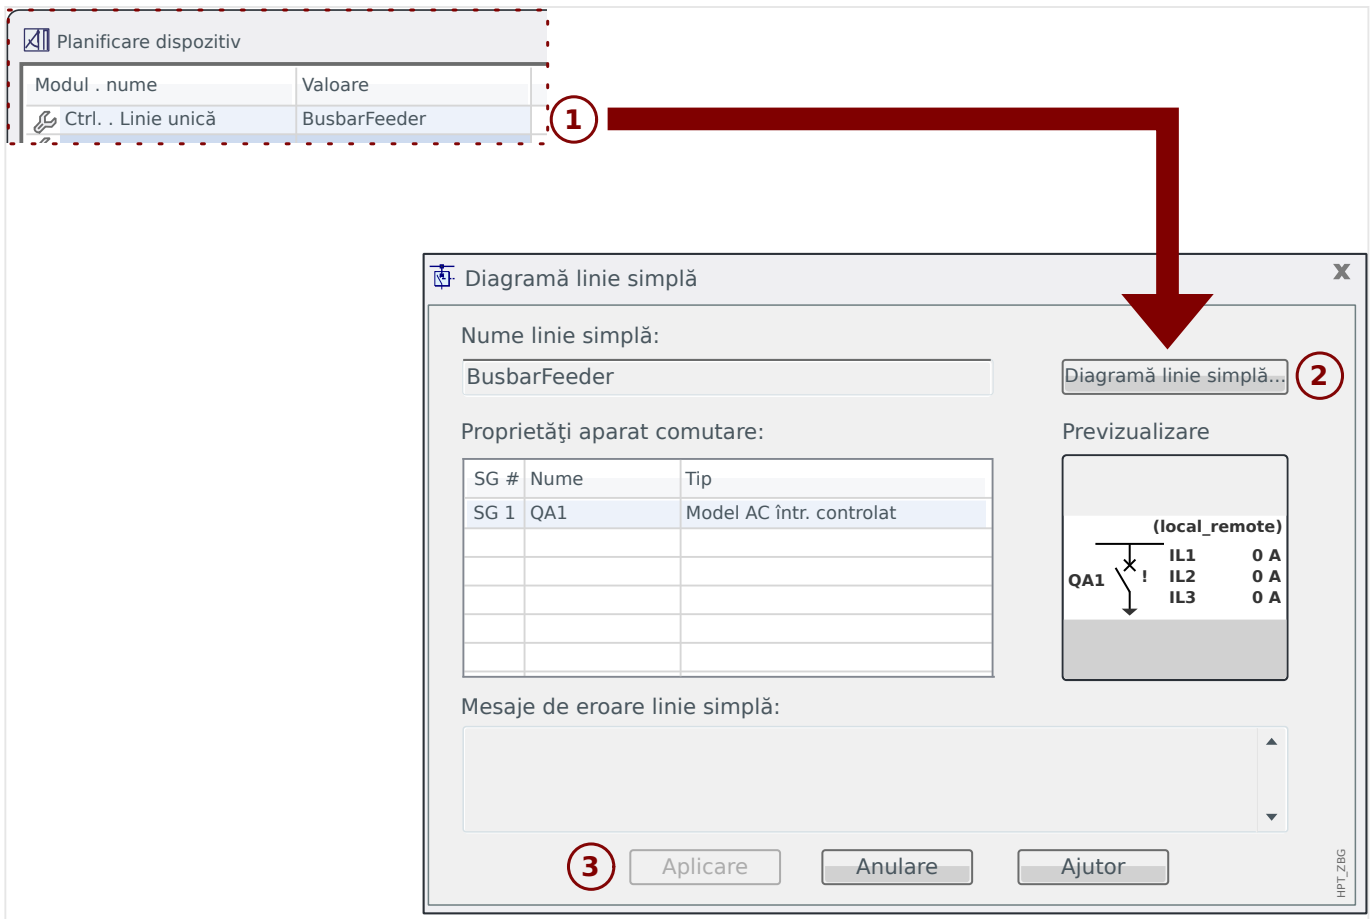 Planificare dispozitiv
Modul . nume Valoare
Ctrl. . Linie unică BusbarFeeder
1
Diagramă linie simplă x
Nume linie simplă:
BusbarFeeder
Diagramă linie simplă...
2
Proprietăţi aparat comutare:
Previzualizare
SG # Nume Tip
SG 1 QA1 Model AC într. controlat
(local_remote)
IL1 0 A
QA1 ! IL2 0 A
IL3 0 A
Mesaje de eroare linie simplă:
3
Aplicare Anulare Ajutor
HPT_ZBG